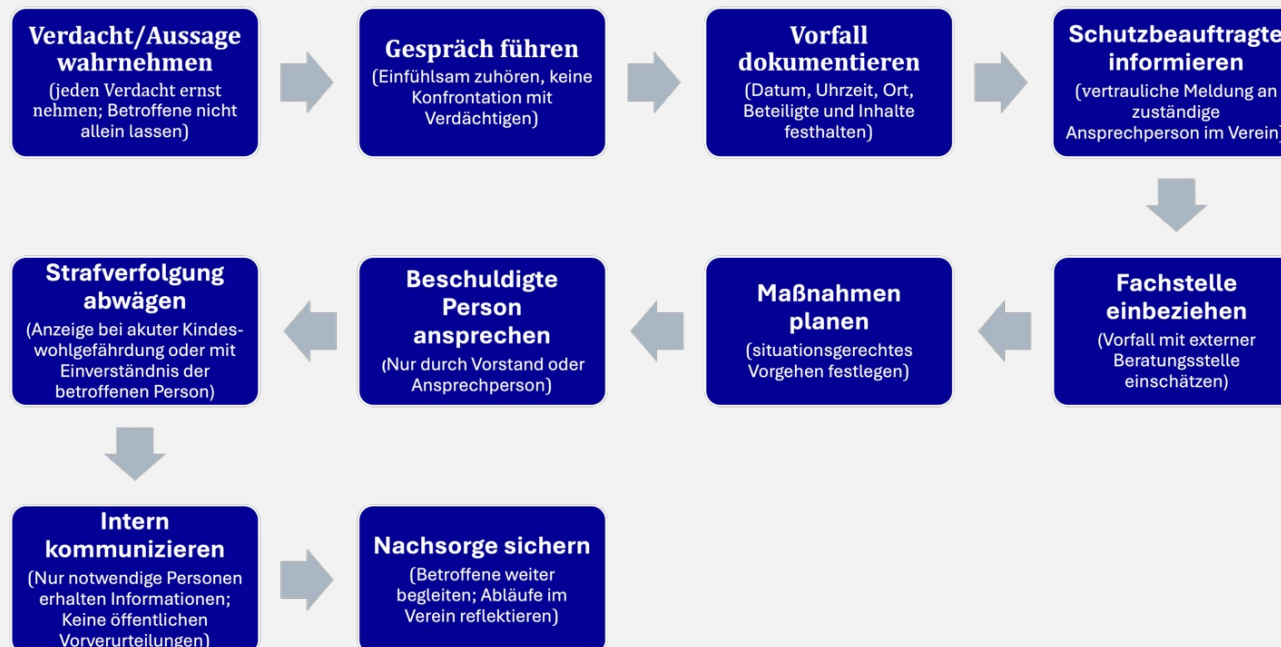 Verdacht/Aussage
wahrnehmen
(jeden Verdacht ernst
nehmen; Betroffene nicht
allein lassen)
Gespräch führen
(Einfühlsam zuhören, keine
Konfrontation mit
Verdächtigen)
Vorfall
dokumentieren
(Datum, Uhrzeit, Ort,
Beteiligte und Inhalte
festhalten)
Schutzbeauftragte
informieren
(vertrauliche Meldung an
zuständige
Ansprechperson im Verein)
Fachstelle
einbeziehen
(Vorfall mit externer
Beratungsstelle
einschätzen)
Maßnahmen
planen
(situationsgerechtes
Vorgehen festlegen)
Beschuldigte
Person
ansprechen
(Nur durch Vorstand oder
Ansprechperson)
Strafverfolgung
abwägen
(Anzeige bei akuter Kindes-
wohlgefährdung oder mit
Einverständnis der
betroffenen Person)
Intern
kommunizieren
(Nur notwendige Personen
erhalten Informationen;
Keine öffentlichen
Vorverurteilungen)
Nachsorge sichern
(Betroffene weiter
begleiten; Abläufe im
Verein reflektieren)